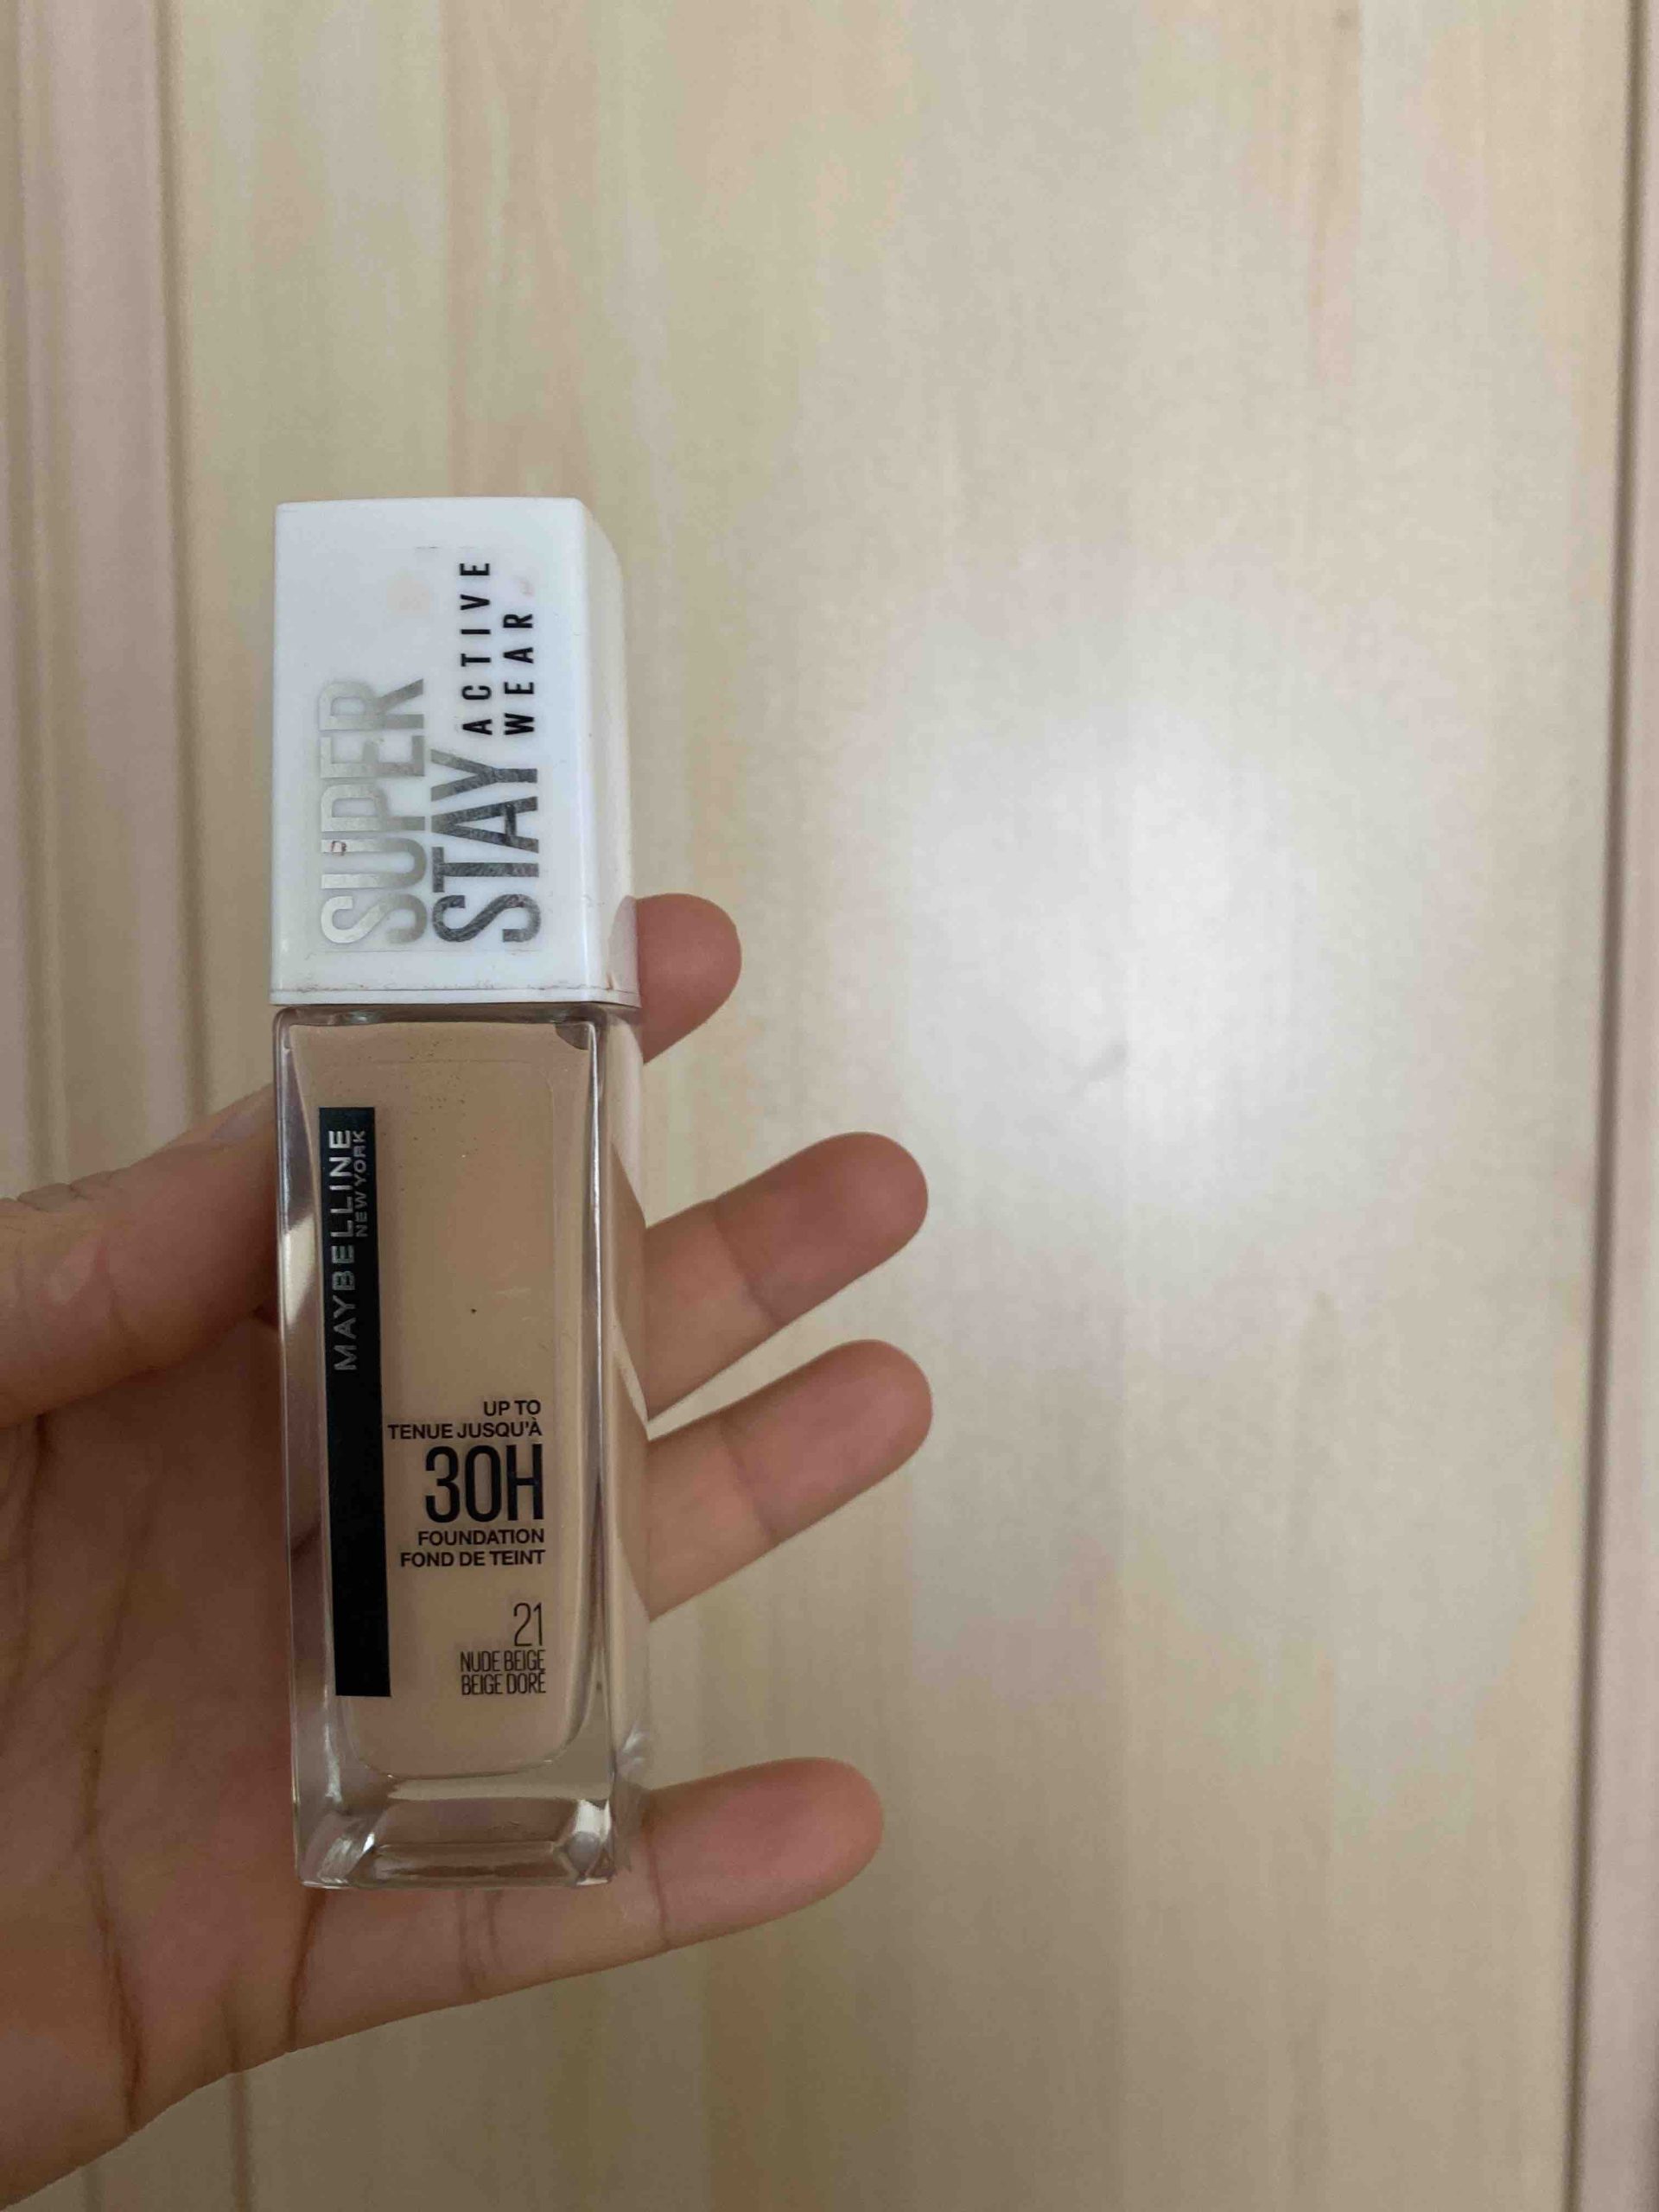 SUPER
STAY ACTIVE
WEAR
MAYBELLINE
NEW YORK
UP TO
TENUE JUSQU'À
30H
FOUNDATION
FOND DE TEINT
21
NUDE BEIGE
BEIGE DORÉ